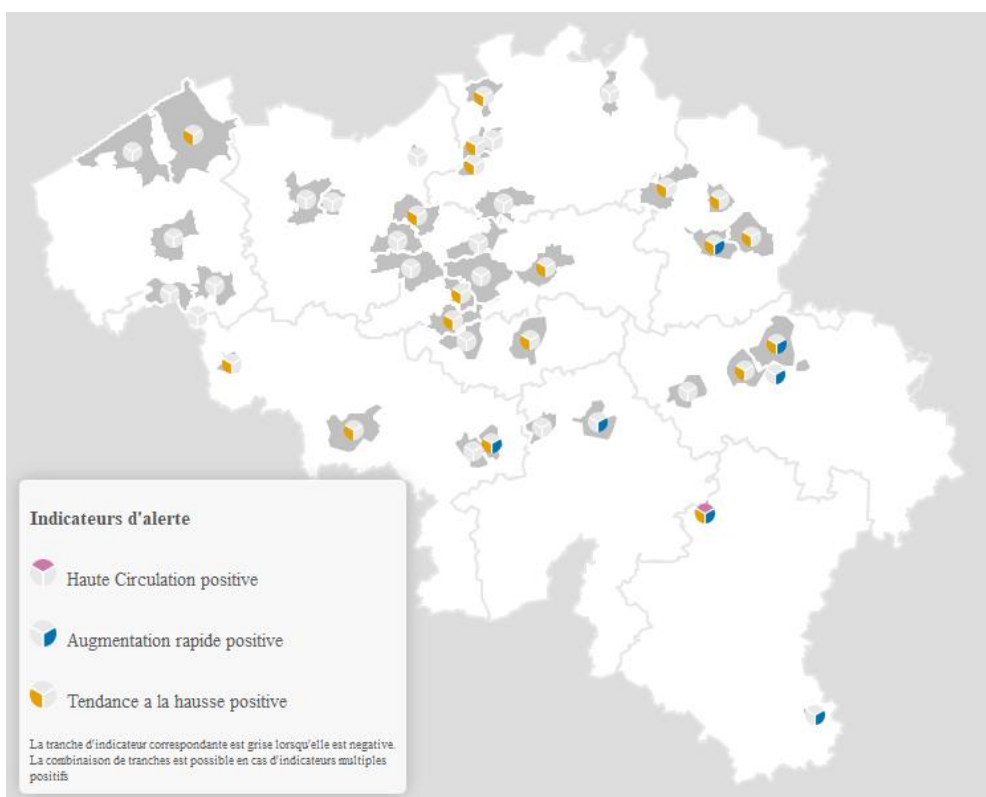 Indicateurs d'alerte
Haute Circulation positive
Augmentation rapide positive
Tendance a la hausse positive
La tranche d'indicateur correspondante est grise lorsqu'elle est negative.
La combinaison de tranches est possible en cas d'indicateurs multiples
positifs